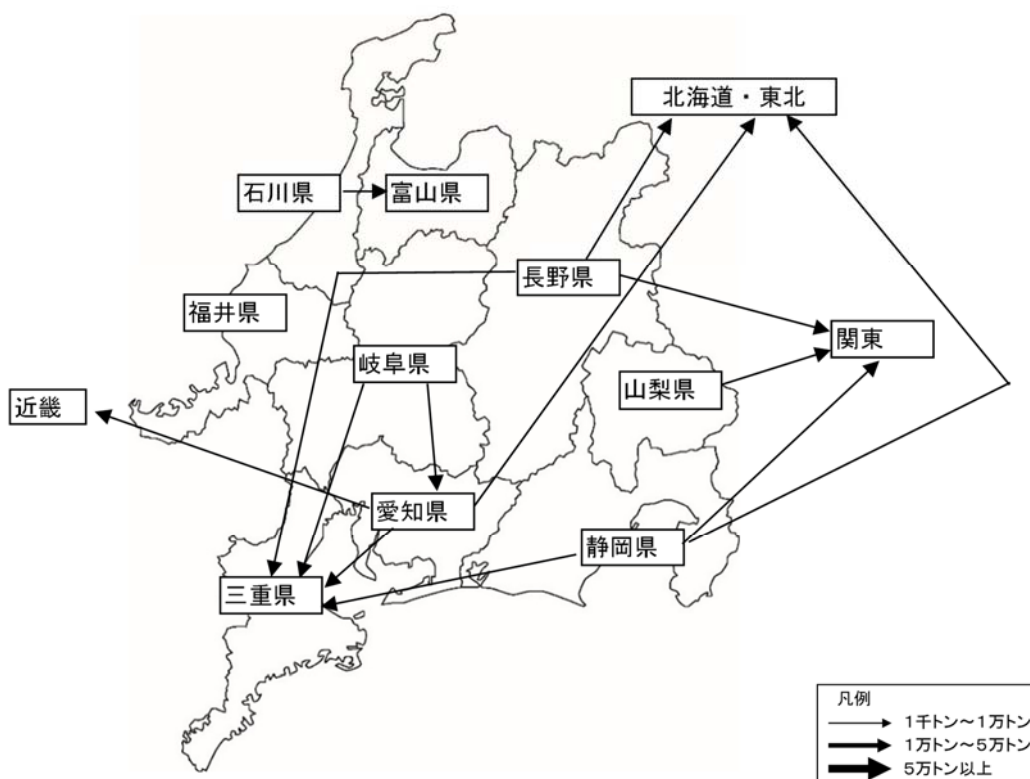 北海道・東北
石川県
富山県
長野県
福井県
関東
岐阜県
山梨県
近畿
愛知県
静岡県
三重県
凡例
1千トン~1万トン
1万トン~5万トン
5万トン以上